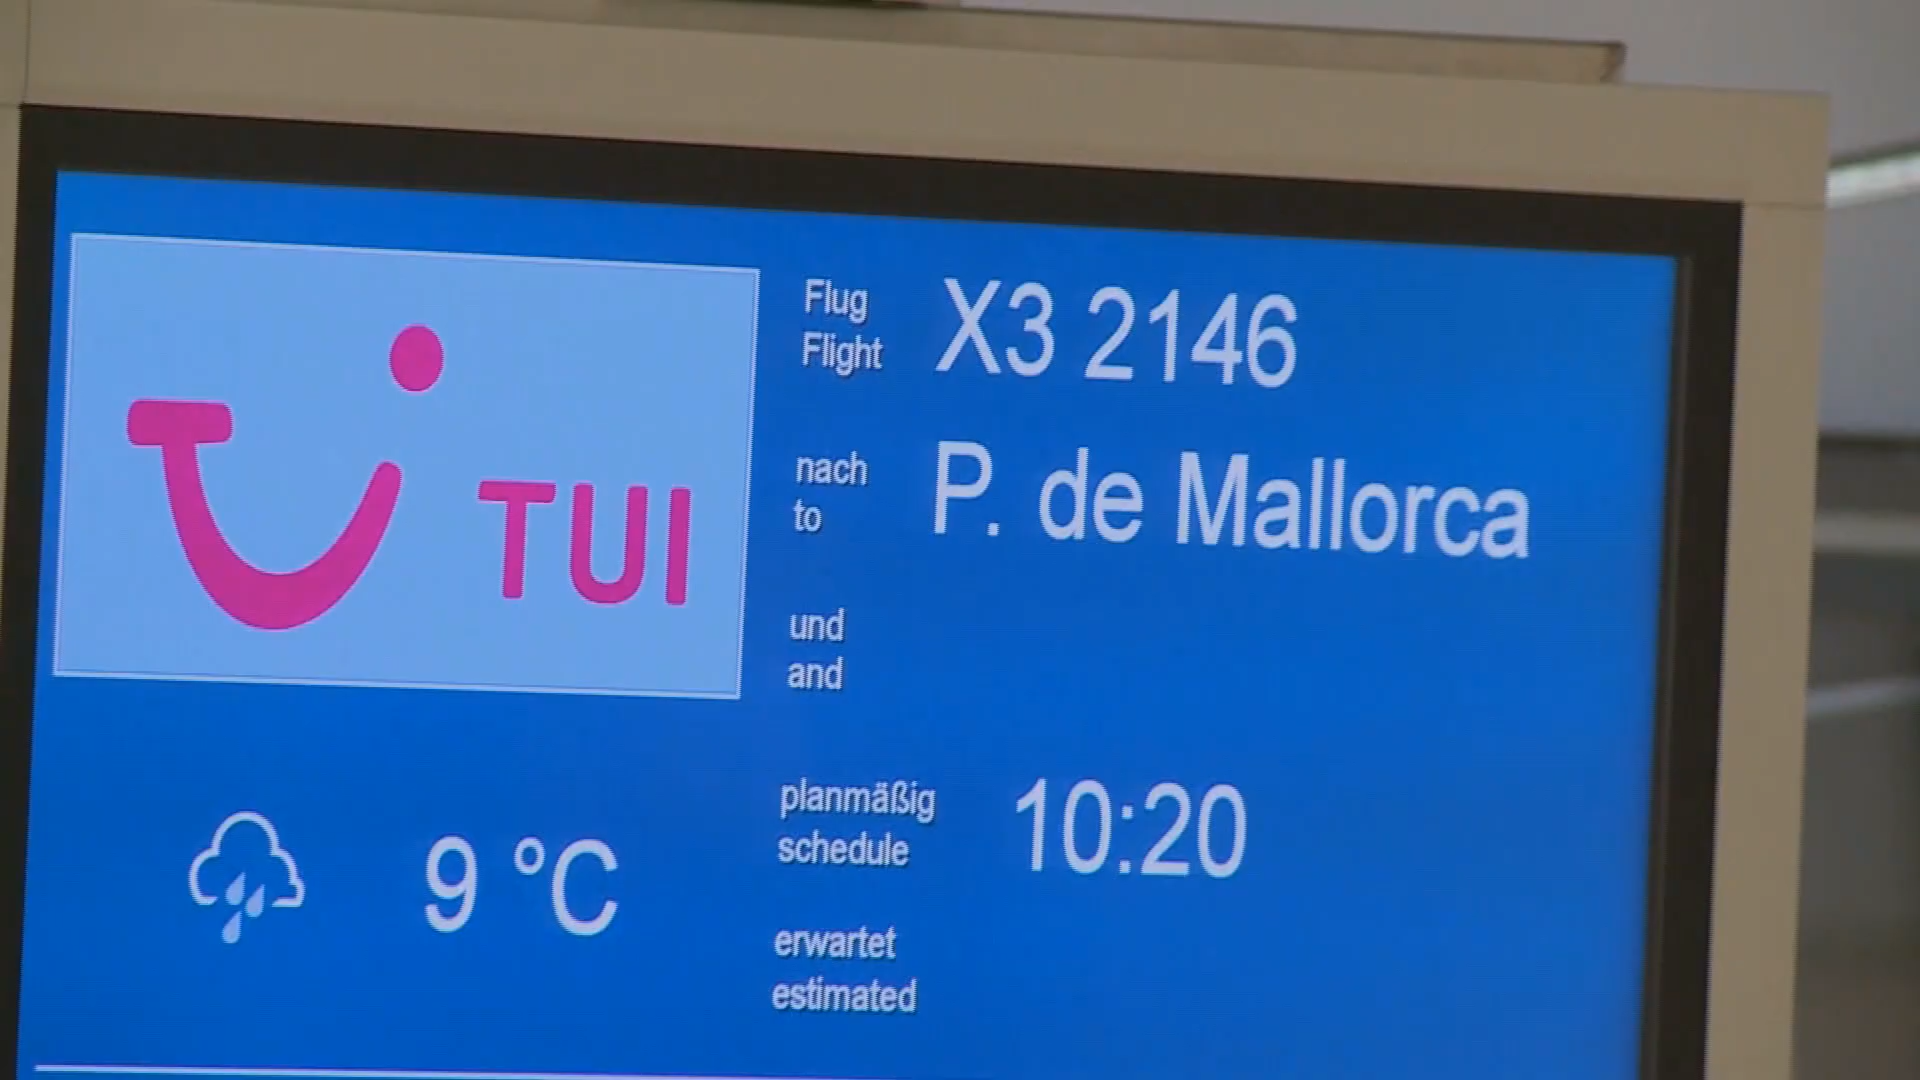 TUI
Flug
Flight
X3 2146
nach
to
P. de Mallorca
und
and
planmäßig
schedule
10:20
erwartet
estimated
9 °C